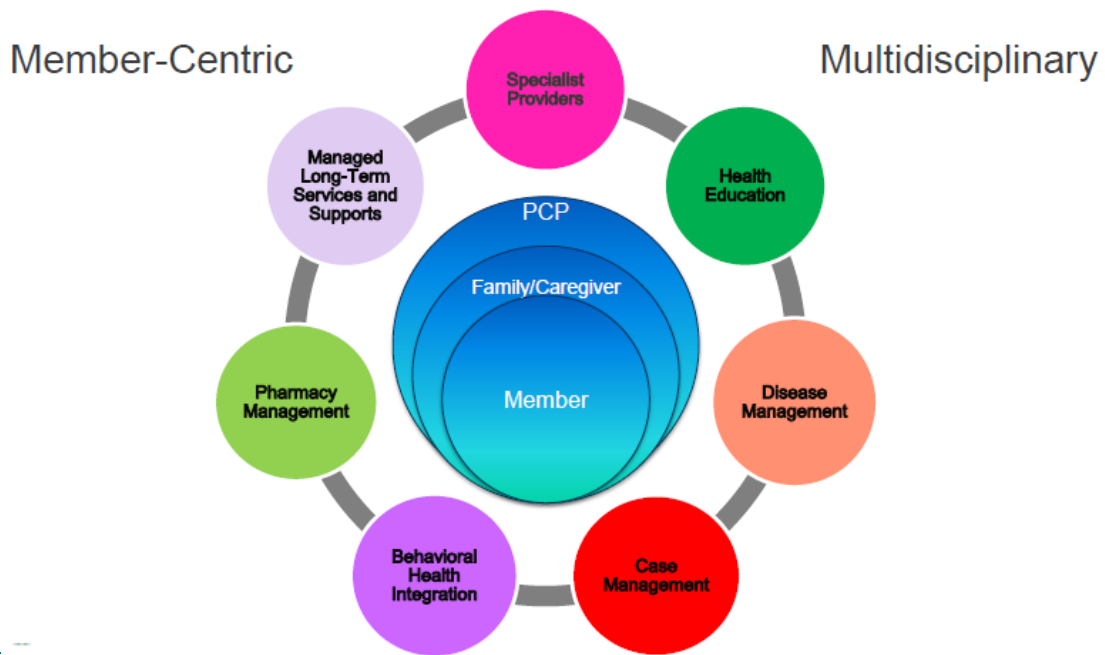 Member-Centric
Multidisciplinary
Specialist
Providers
Managed
Long-Term
Services and
Supports
Health
Education
PCP
Family/Caregiver
Member
Pharmacy
Management
Disease
Management
Behavioral
Health
Integration
Case
Management